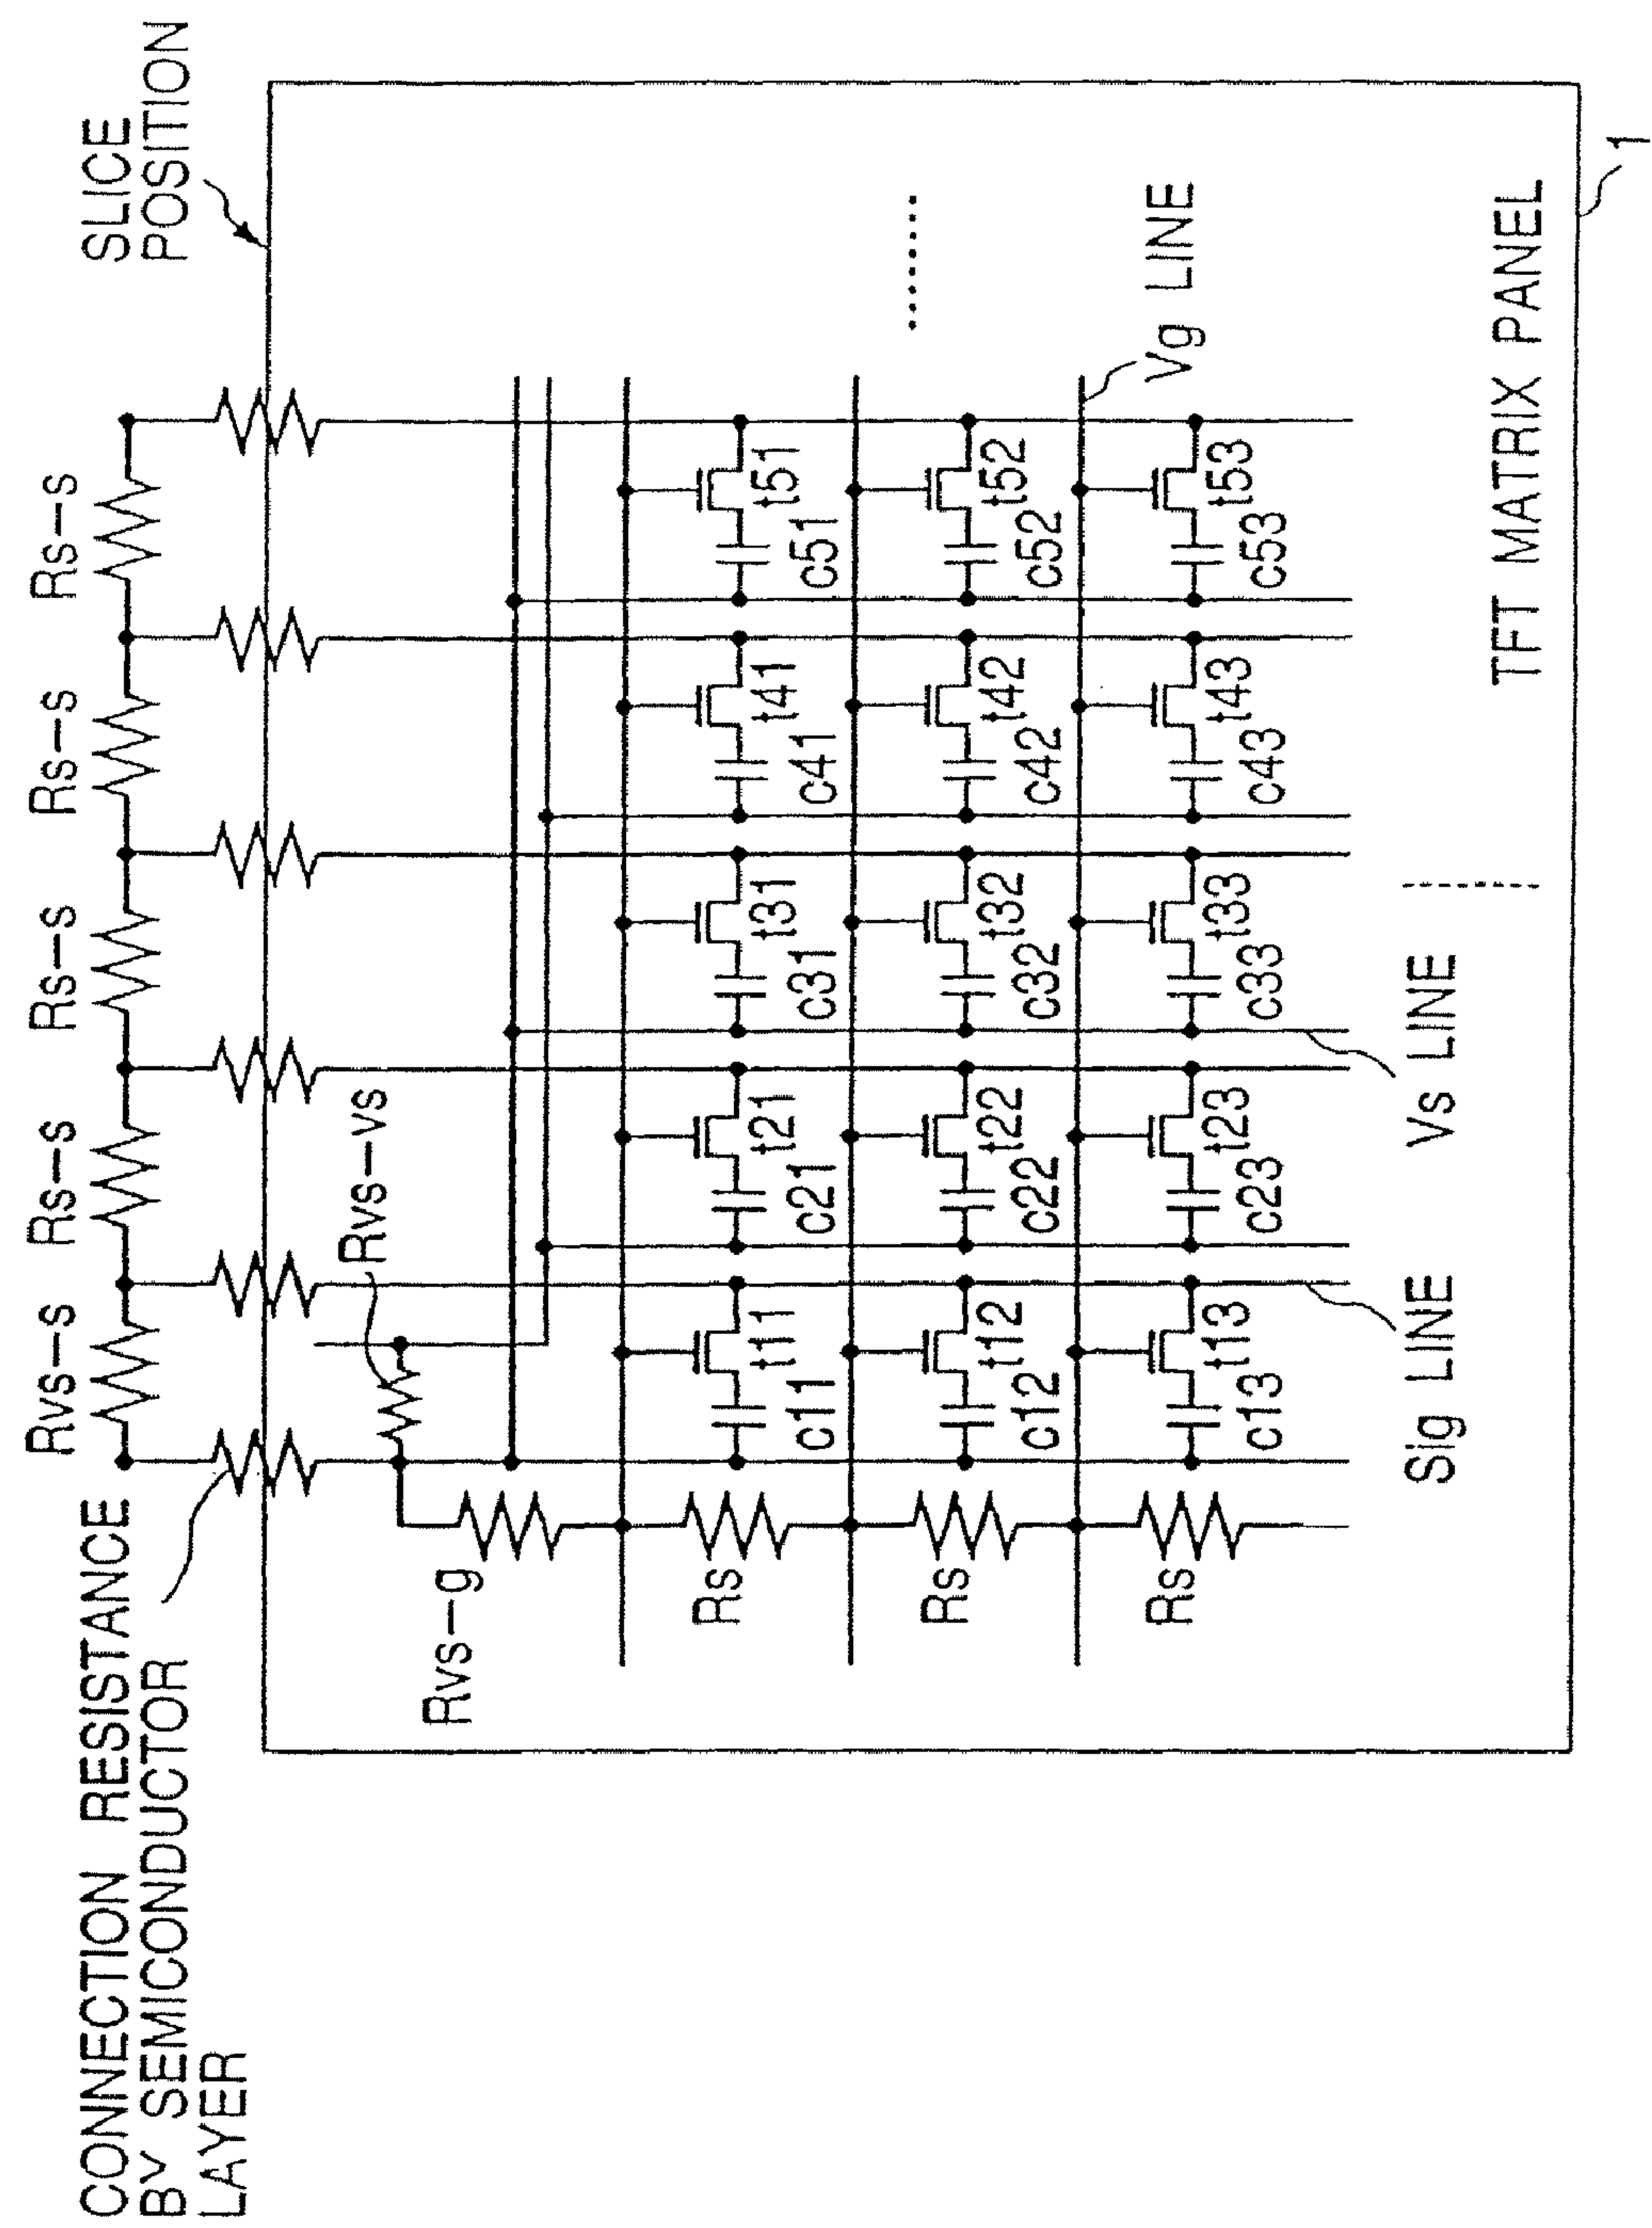 CONNECTION RESISTANCE
BY SEMICONDUCTOR
LAYER
Rvs-s
Rs-s
Rs-s
Rs-s
Rs-s
SLICE
POSITION
Rvs-vs
Rvs-g
Rs
Rs
Rs
c11
t11
c21
t21
c31
t31
c41
t41
c51
t51
c12
t12
c22
t22
c32
t32
c42
t42
c52
t52
c13
t13
c23
t23
c33
t33
c43
t43
c53
t53
Vg LINE
Sig LINE
Vs LINE
TFT MATRIX PANEL
1